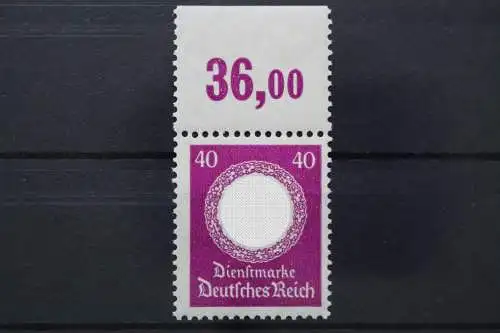 36,00
40 40
Dienstmarke
Deutsches Reich